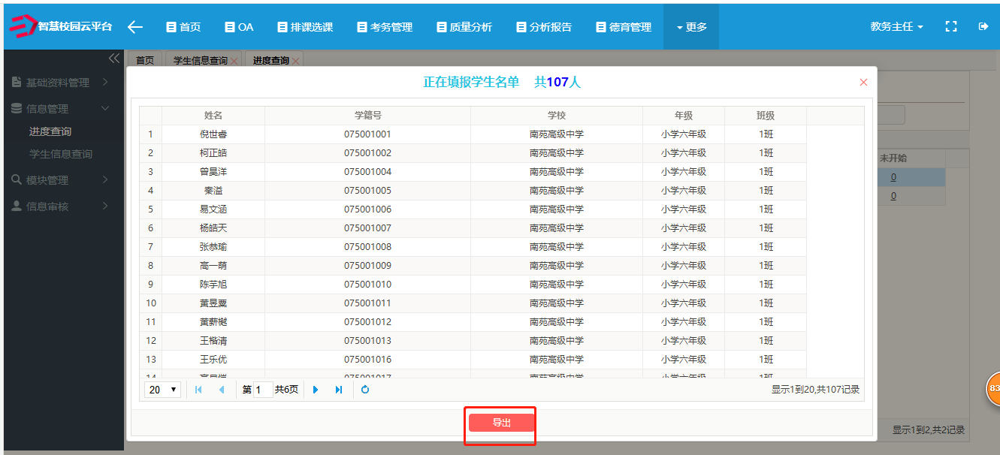 智慧校园云平台 首页 OA 排课选课 考务管理 质量分析 分析报告 德育管理 更多 教务主任
首页 学生信息查询 进度查询
基础资料管理
信息管理
进度查询
学生信息查询
模块管理
信息审核
正在填报学生名单 共107人
姓名 学籍号 学校 年级 班级
1 倪世睿 075001001 南苑高级中学 小学六年级 1班
2 柯正皓 075001002 南苑高级中学 小学六年级 1班
3 曾昊洋 075001004 南苑高级中学 小学六年级 1班
4 秦溢 075001005 南苑高级中学 小学六年级 1班
5 易文涵 075001006 南苑高级中学 小学六年级 1班
6 杨皓天 075001007 南苑高级中学 小学六年级 1班
7 张恭瑜 075001008 南苑高级中学 小学六年级 1班
8 高一萌 075001009 南苑高级中学 小学六年级 1班
9 陈芋旭 075001010 南苑高级中学 小学六年级 1班
10 黄昱粟 075001011 南苑高级中学 小学六年级 1班
11 黄薪樾 075001012 南苑高级中学 小学六年级 1班
12 王楷清 075001013 南苑高级中学 小学六年级 1班
13 王乐优 075001016 南苑高级中学 小学六年级 1班
14 075001017 南苑高级中学 小学六年级 1班
20 第 1 共6页 显示1到20,共107记录
导出
未开始
0
0
83
显示1到2,共2记录